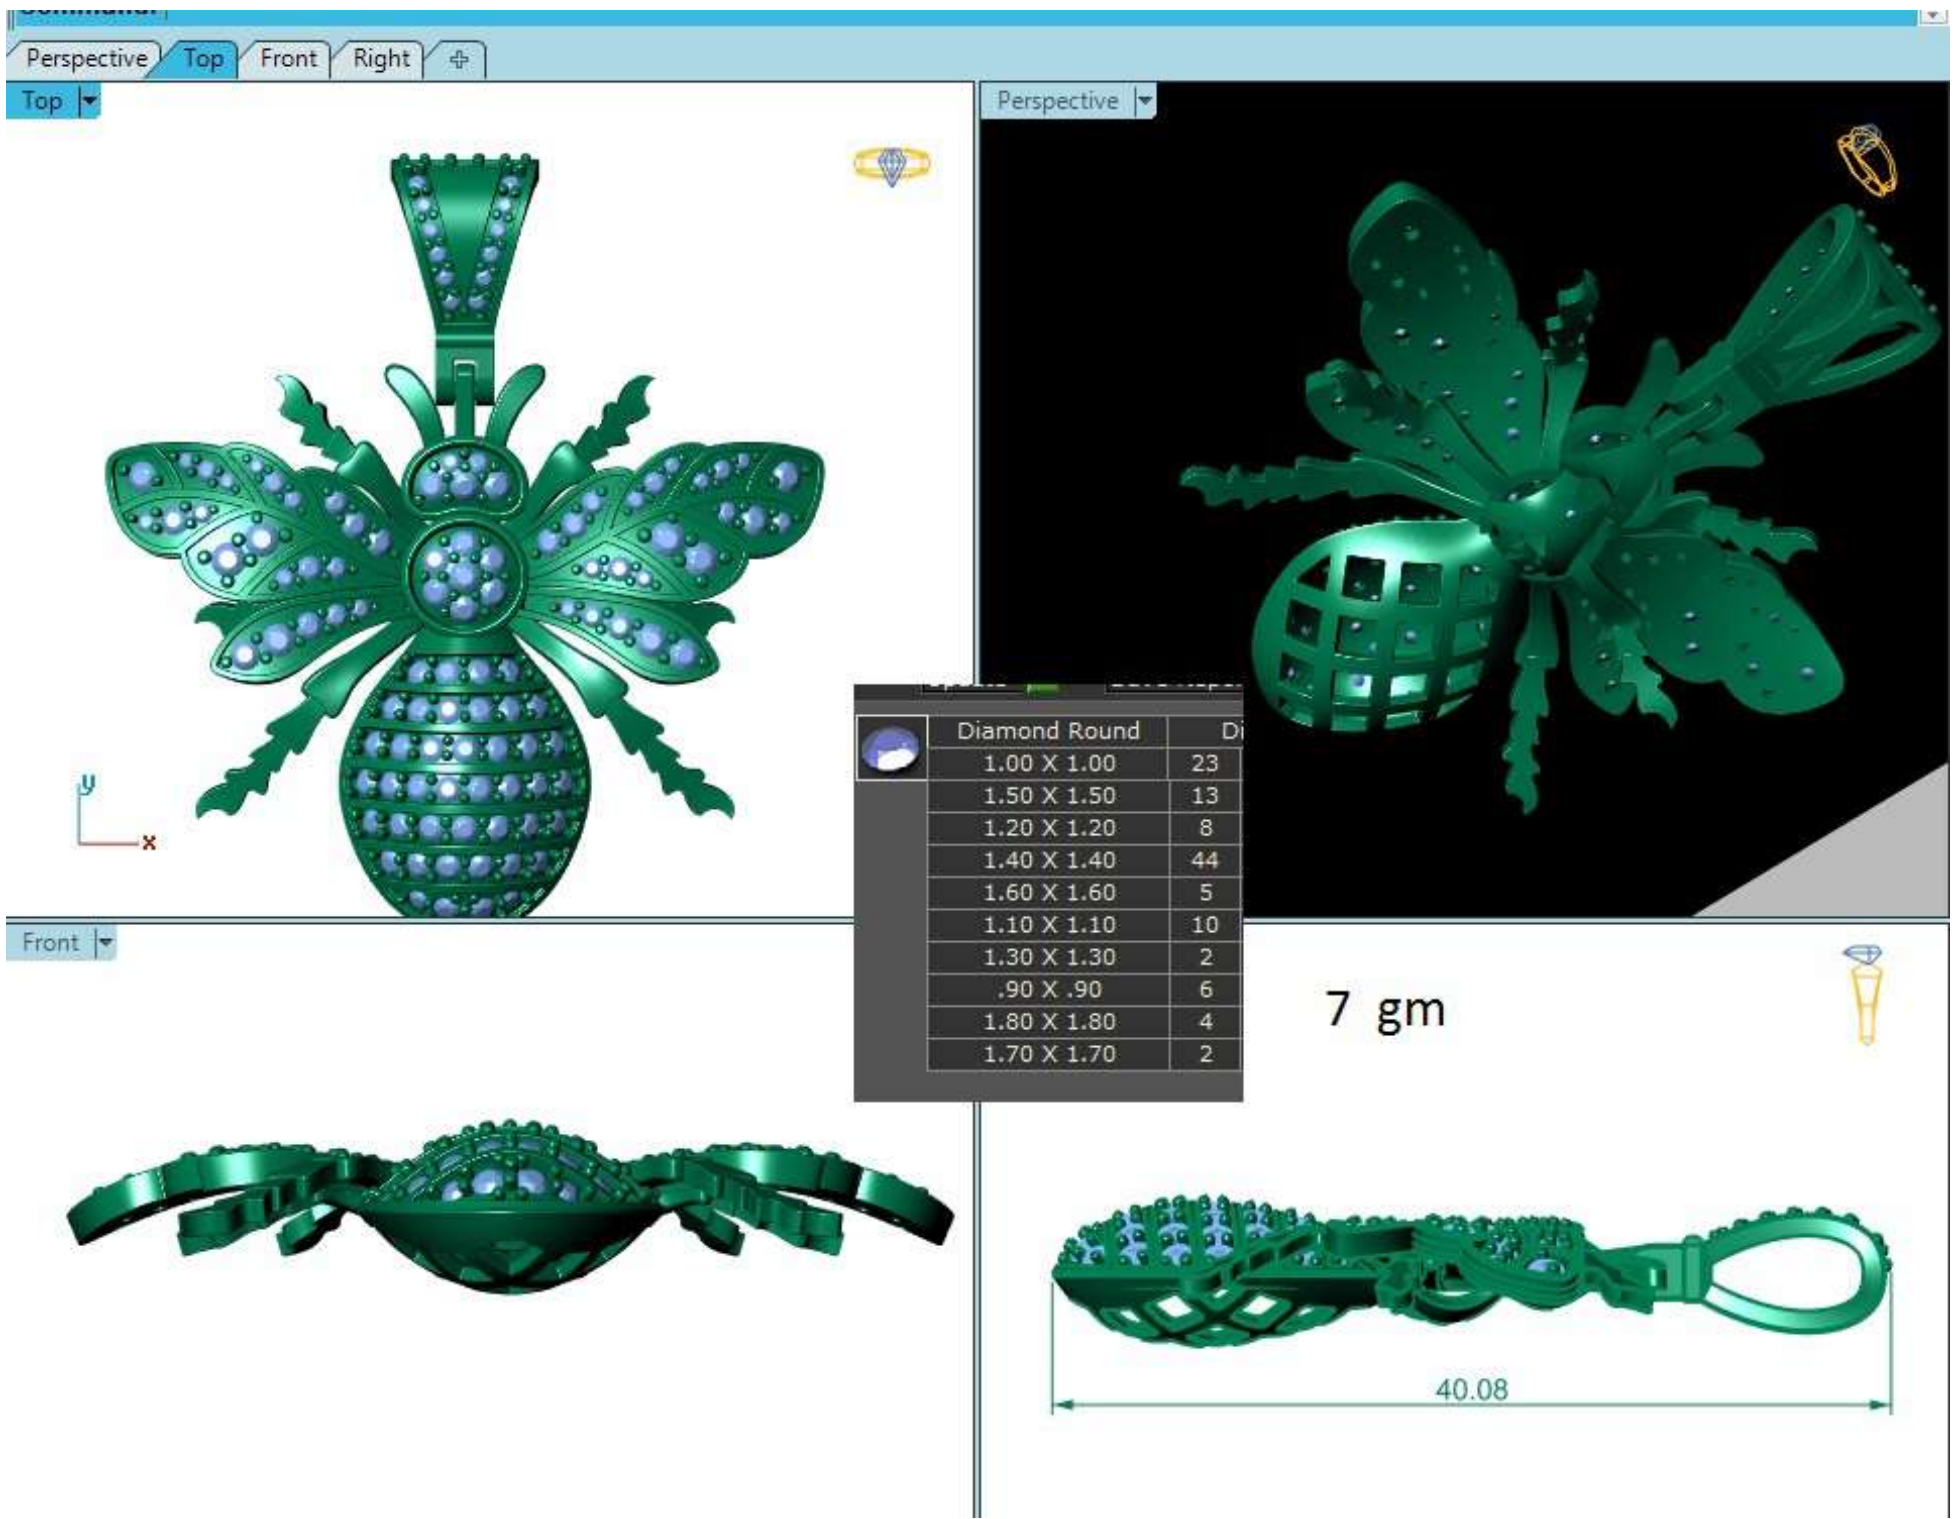 Perspective Top Front Right
Top
Perspective
y
x
Diamond Round
1.00 X 1.00 23
1.50 X 1.50 13
1.20 X 1.20 8
1.40 X 1.40 44
1.60 X 1.60 5
1.10 X 1.10 10
1.30 X 1.30 2
.90 X .90 6
1.80 X 1.80 4
1.70 X 1.70 2
Front
7 gm
40.08